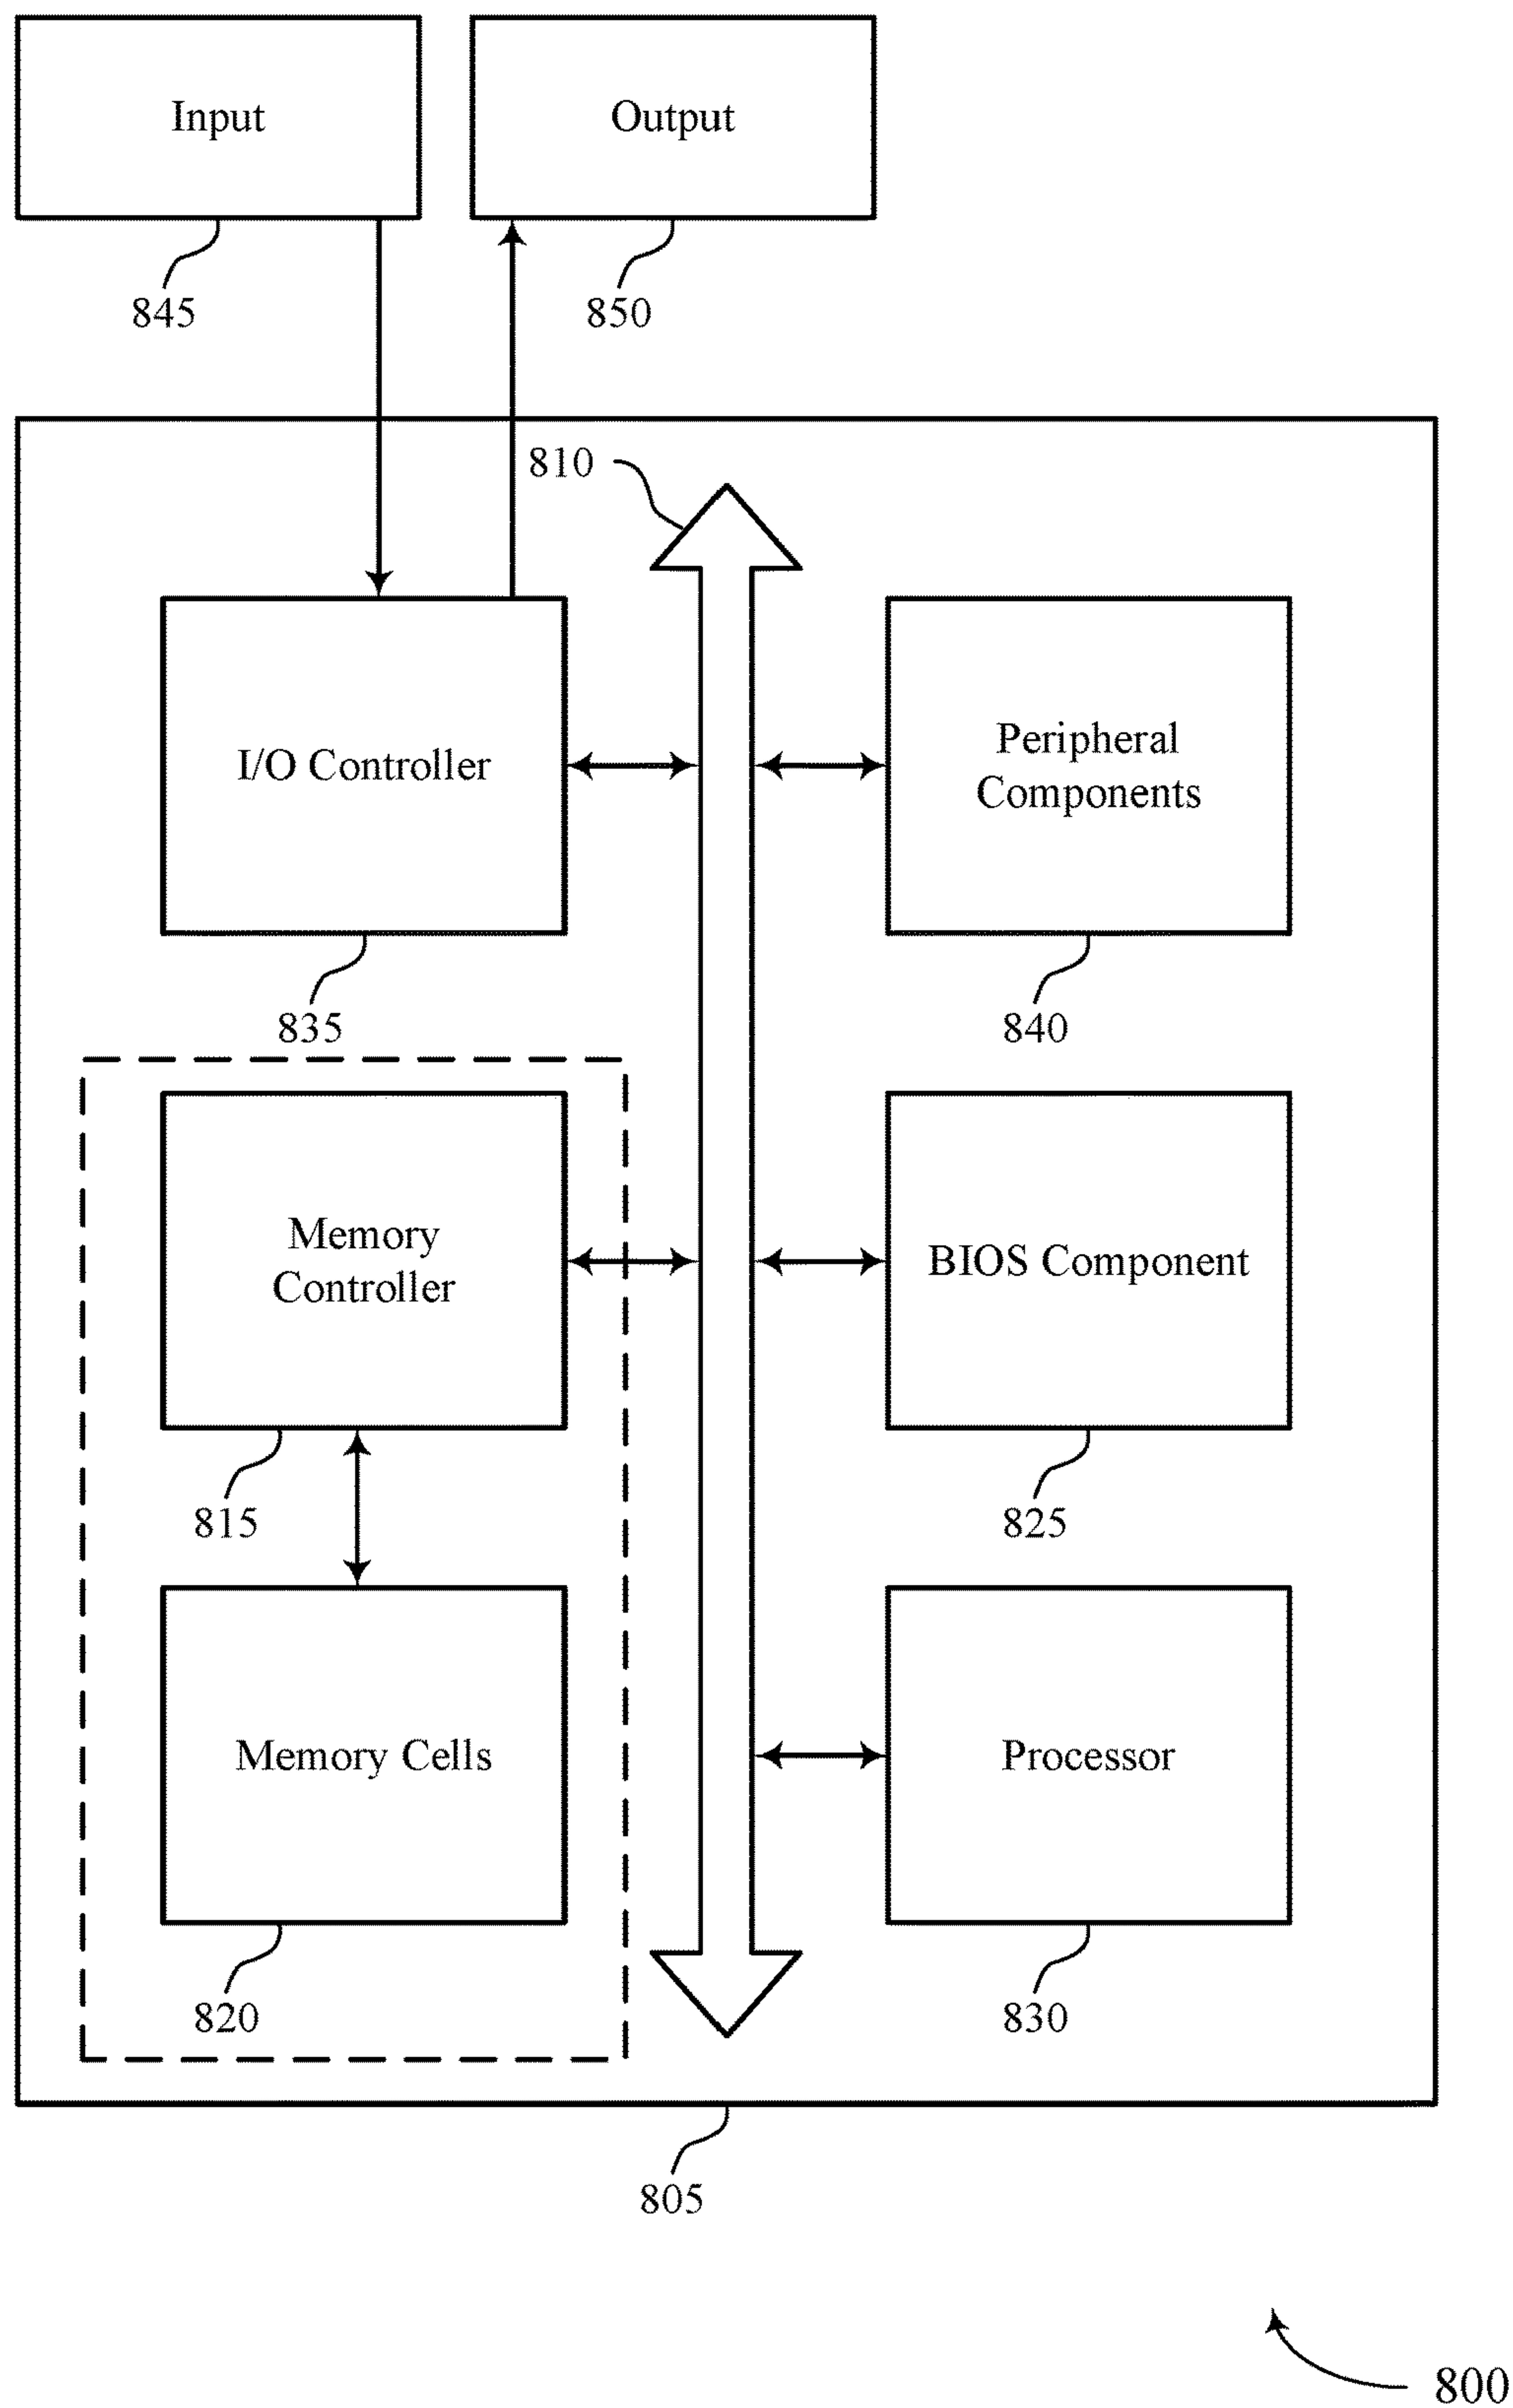 Input
Output
845
850
810
I/O Controller
Peripheral
Components
835
840
Memory
Controller
BIOS Component
815
825
Memory Cells
Processor
820
830
805
800